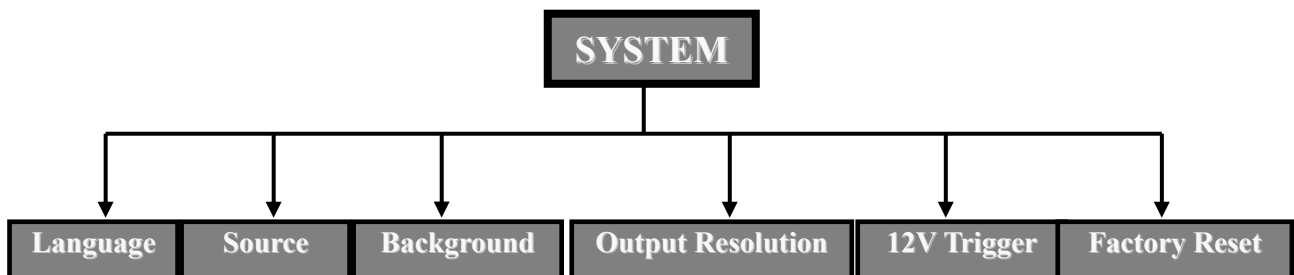 SYSTEM
Language Source Background Output Resolution 12V Trigger Factory Reset